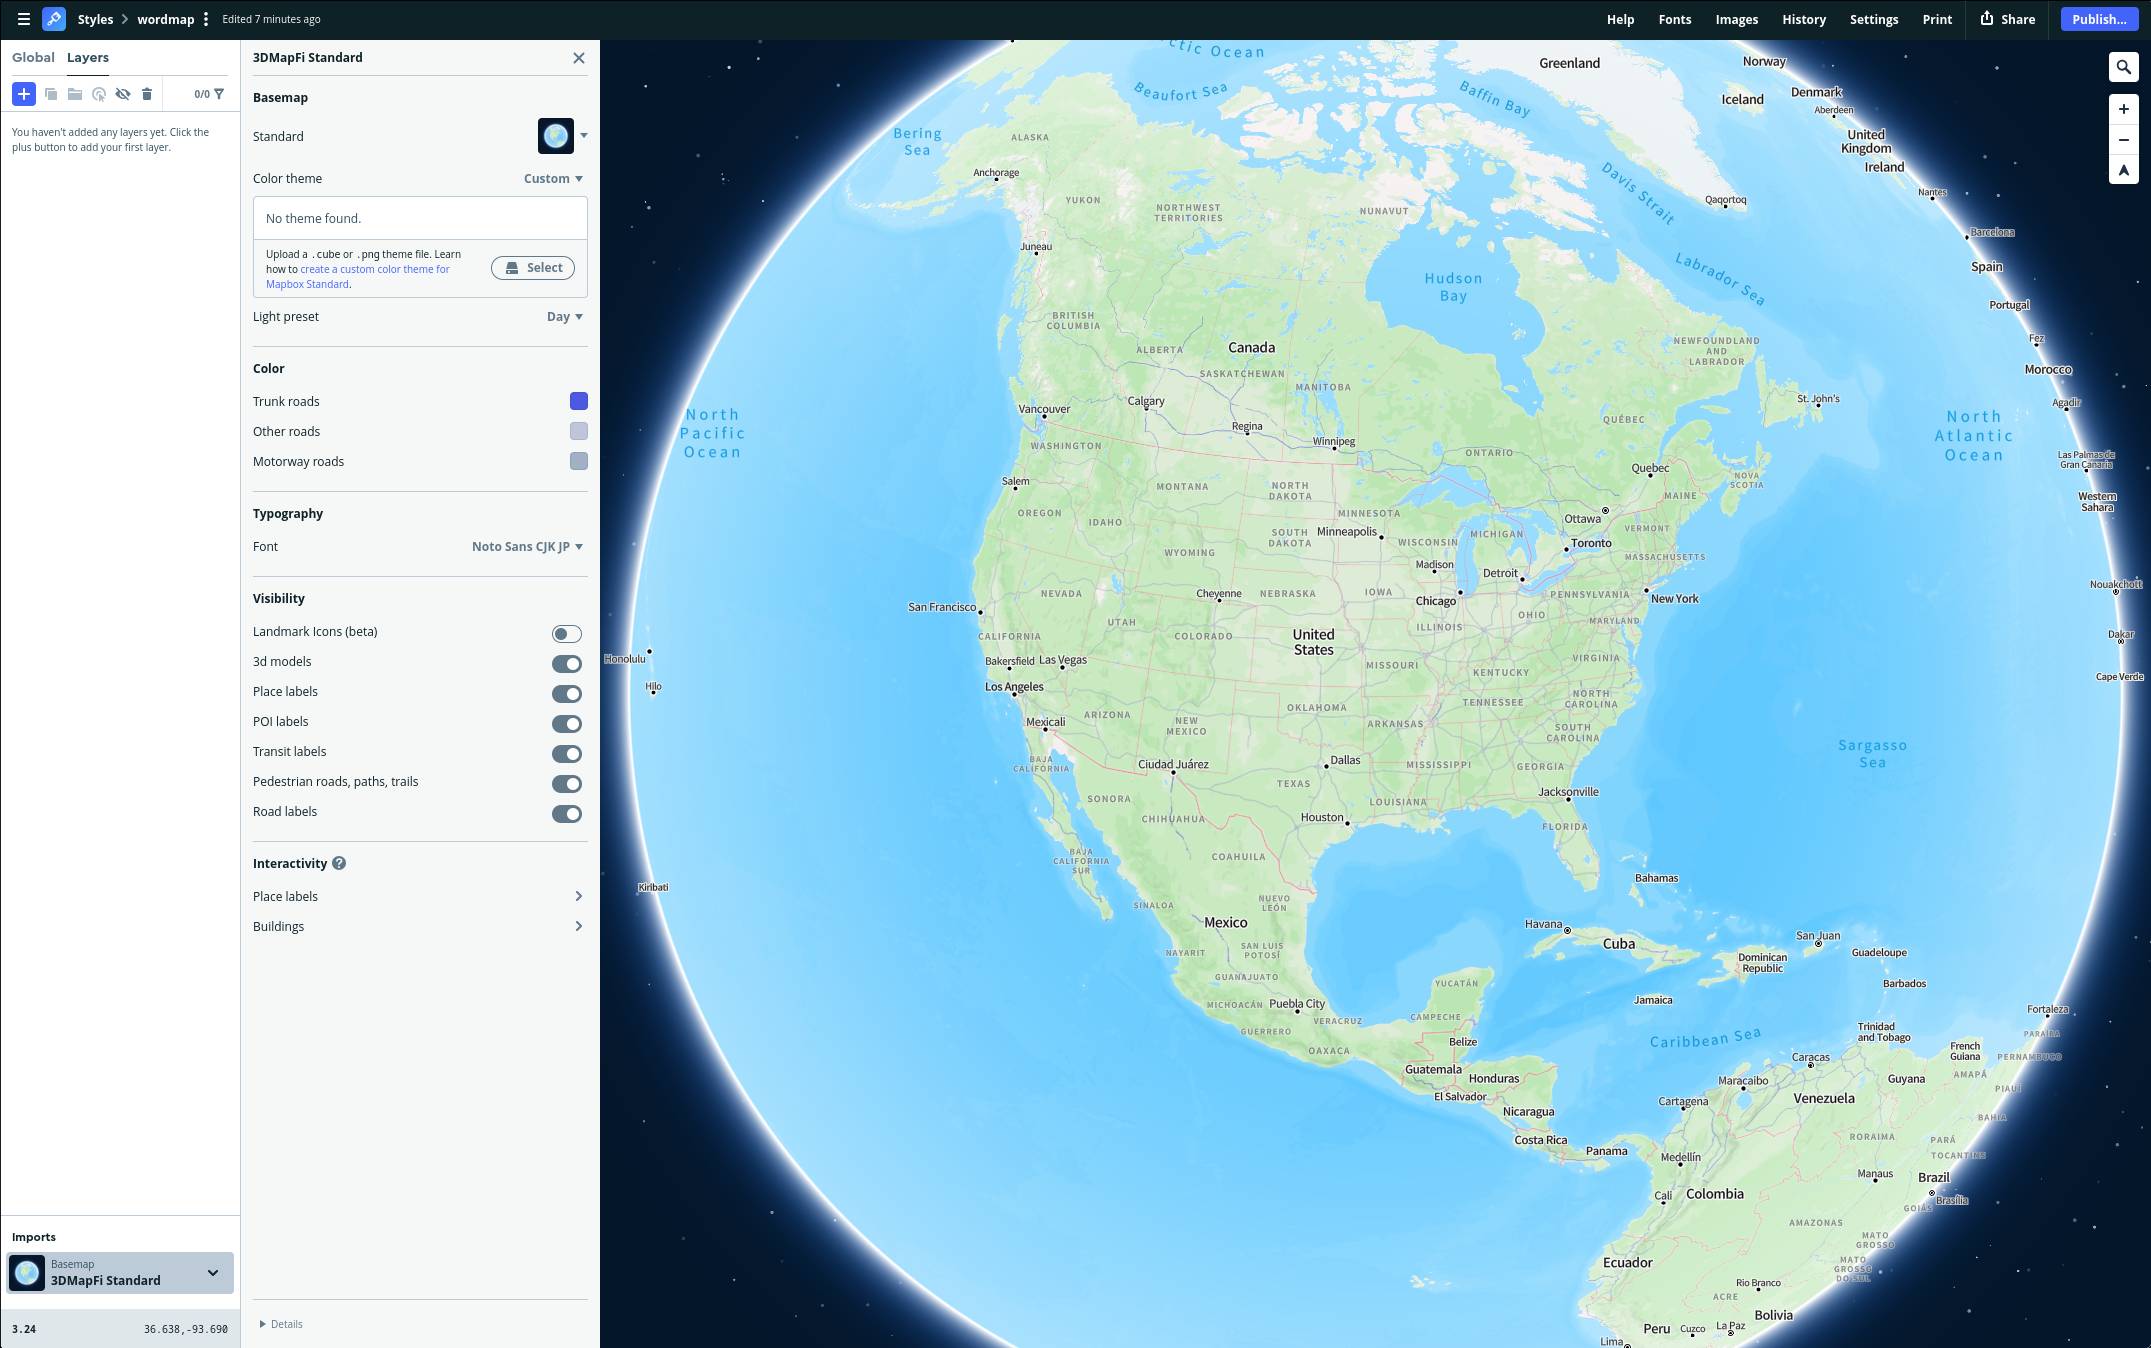 Styles
wordmap
Edited 7 minutes ago
Help
Fonts
Images
History
Settings
Print
Share
Publish...
Global
Layers
0/0
You haven't added any layers yet. Click the
plus button to add your first layer.
Imports
Basemap
3DMapFi Standard
3.24
36.638,-93.690
3DMapFi Standard
Basemap
Standard
Color theme
Custom
No theme found.
Upload a .cube or .png theme file. Learn
how to create a custom color theme for
Mapbox Standard.
Select
Light preset
Day
Color
Trunk roads
Other roads
Motorway roads
Typography
Font
Noto Sans CJK JP
Visibility
Landmark Icons (beta)
3d models
Place labels
POI labels
Transit labels
Pedestrian roads, paths, trails
Road labels
Interactivity
?
Place labels
Buildings
Details
ctic Ocean
Greenland
Norway
Beaufort Sea
Baffin Bay
Iceland
Denmark
Aberdeen
Bering
Sea
ALASKA
United
Kingdom
Ireland
Anchorage
Davis Strait
Nantes
YUKON
NORTHWEST
TERRITORIES
NUNAVUT
Qaqortoq
Barcelona
Juneau
Labrador Sea
Spain
Hudson
Bay
Portugal
BRITISH
COLUMBIA
Fez
ALBERTA
Canada
NEWFOUNDLAND
AND
LABRADOR
Morocco
SASKATCHEWAN
MANITOBA
Calgary
Vancouver
St. John's
Agadir
North
Pacific
Ocean
Regina
Winnipeg
QUÉBEC
North
Atlantic
Ocean
WASHINGTON
ONTARIO
Las Palmas de
Gran Canaria
Quebec
NOVA
SCOTIA
Salem
MONTANA
NORTH
DAKOTA
MAINE
Western
Sahara
OREGON
IDAHO
MINNESOTA
Ottawa
VERMONT
SOUTH
DAKOTA
Minneapolis
WISCONSIN
MICHIGAN
Toronto
WYOMING
MASSACHUSETTS
Madison
Detroit
Nouakchott
NEVADA
Cheyenne
NEBRASKA
IOWA
Chicago
PENNSYLVANIA
New York
San Francisco
OHIO
UTAH
ILLINOIS
MARYLAND
CALIFORNIA
COLORADO
United
States
Dakar
Honolulu
Bakersfield
Las Vegas
MISSOURI
KENTUCKY
VIRGINIA
Cape Verde
Hilo
Los Angeles
NORTH
CAROLINA
ARIZONA
OKLAHOMA
TENNESSEE
Mexicali
NEW
MEXICO
ARKANSAS
SOUTH
CAROLINA
Sargasso
Sea
BAJA
CALIFORNIA
Ciudad Juárez
Dallas
MISSISSIPPI
GEORGIA
TEXAS
SONORA
LOUISIANA
Jacksonville
CHIHUAHUA
Houston
FLORIDA
BAJA
CALIFORNIA
SUR
COAHUILA
Kiribati
Bahamas
SINALOA
NUEVO
LEÓN
Mexico
Havana
Cuba
San Juan
NAYARIT
SAN LUIS
POTOSÍ
Dominican
Republic
Guadeloupe
GUANAJUATO
YUCATÁN
Barbados
MICHOACÁN
Puebla City
Jamaica
VERACRUZ
CAMPECHE
Fortaleza
GUERRERO
Belize
Caribbean Sea
Trinidad
and Tobago
PARAÍBA
OAXACA
French
Guiana
PERNAMBUCO
Guatemala
Honduras
Caracas
Maracaibo
Guyana
AMAPÁ
El Salvador
Cartagena
Venezuela
PIAUÍ
Nicaragua
BAHIA
Costa Rica
Panama
RORAIMA
PARÁ
Medellín
TOCANTINS
Manaus
Brazil
Cali
Colombia
Brasília
GOIÁS
AMAZONAS
MATO
GROSSO
Ecuador
MATO
GROSSO
DO SUL
Rio Branco
ACRE
Bolivia
Peru
Cuzco
La Paz
Lima